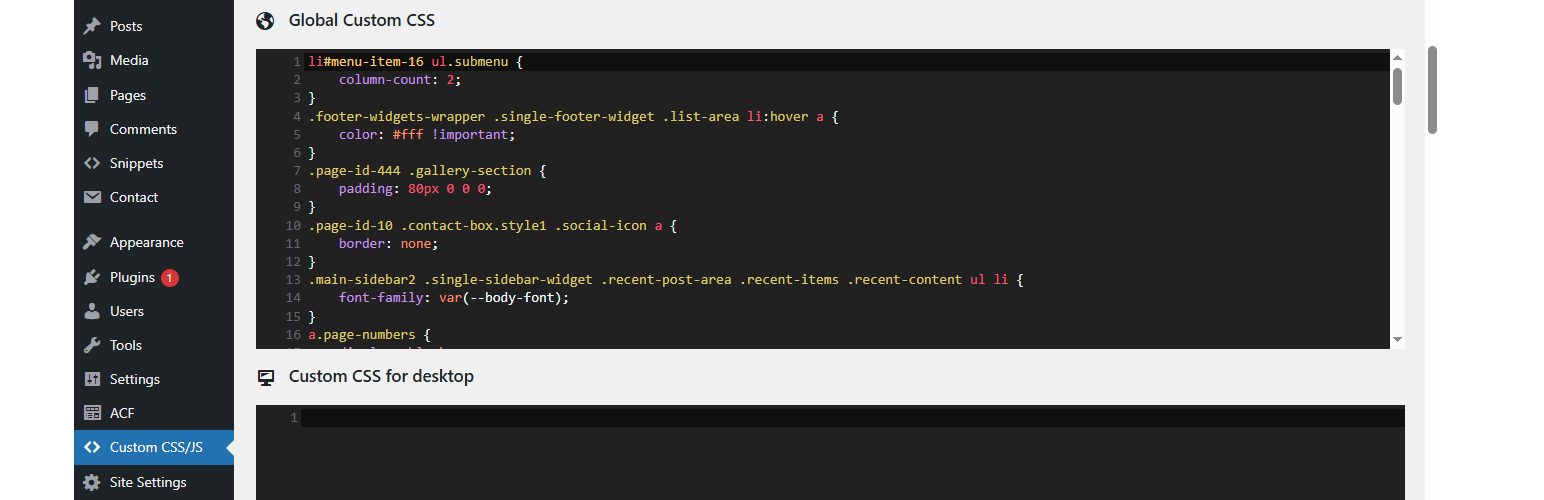 Posts
Media
Pages
Comments
Snippets
Contact
Appearance
Plugins 1
Users
Tools
Settings
ACF
Custom CSS/JS
Site Settings
Global Custom CSS
1 li#menu-item-16 ul.submenu {
2     column-count: 2;
3 }
4 .footer-widgets-wrapper .single-footer-widget .list-area li:hover a {
5     color: #fff !important;
6 }
7 .page-id-444 .gallery-section {
8     padding: 80px 0 0 0;
9 }
10 .page-id-10 .contact-box.style1 .social-icon a {
11     border: none;
12 }
13 .main-sidebar2 .single-sidebar-widget .recent-post-area .recent-items .recent-content ul li {
14     font-family: var(--body-font);
15 }
16 a.page-numbers {
Custom CSS for desktop
1